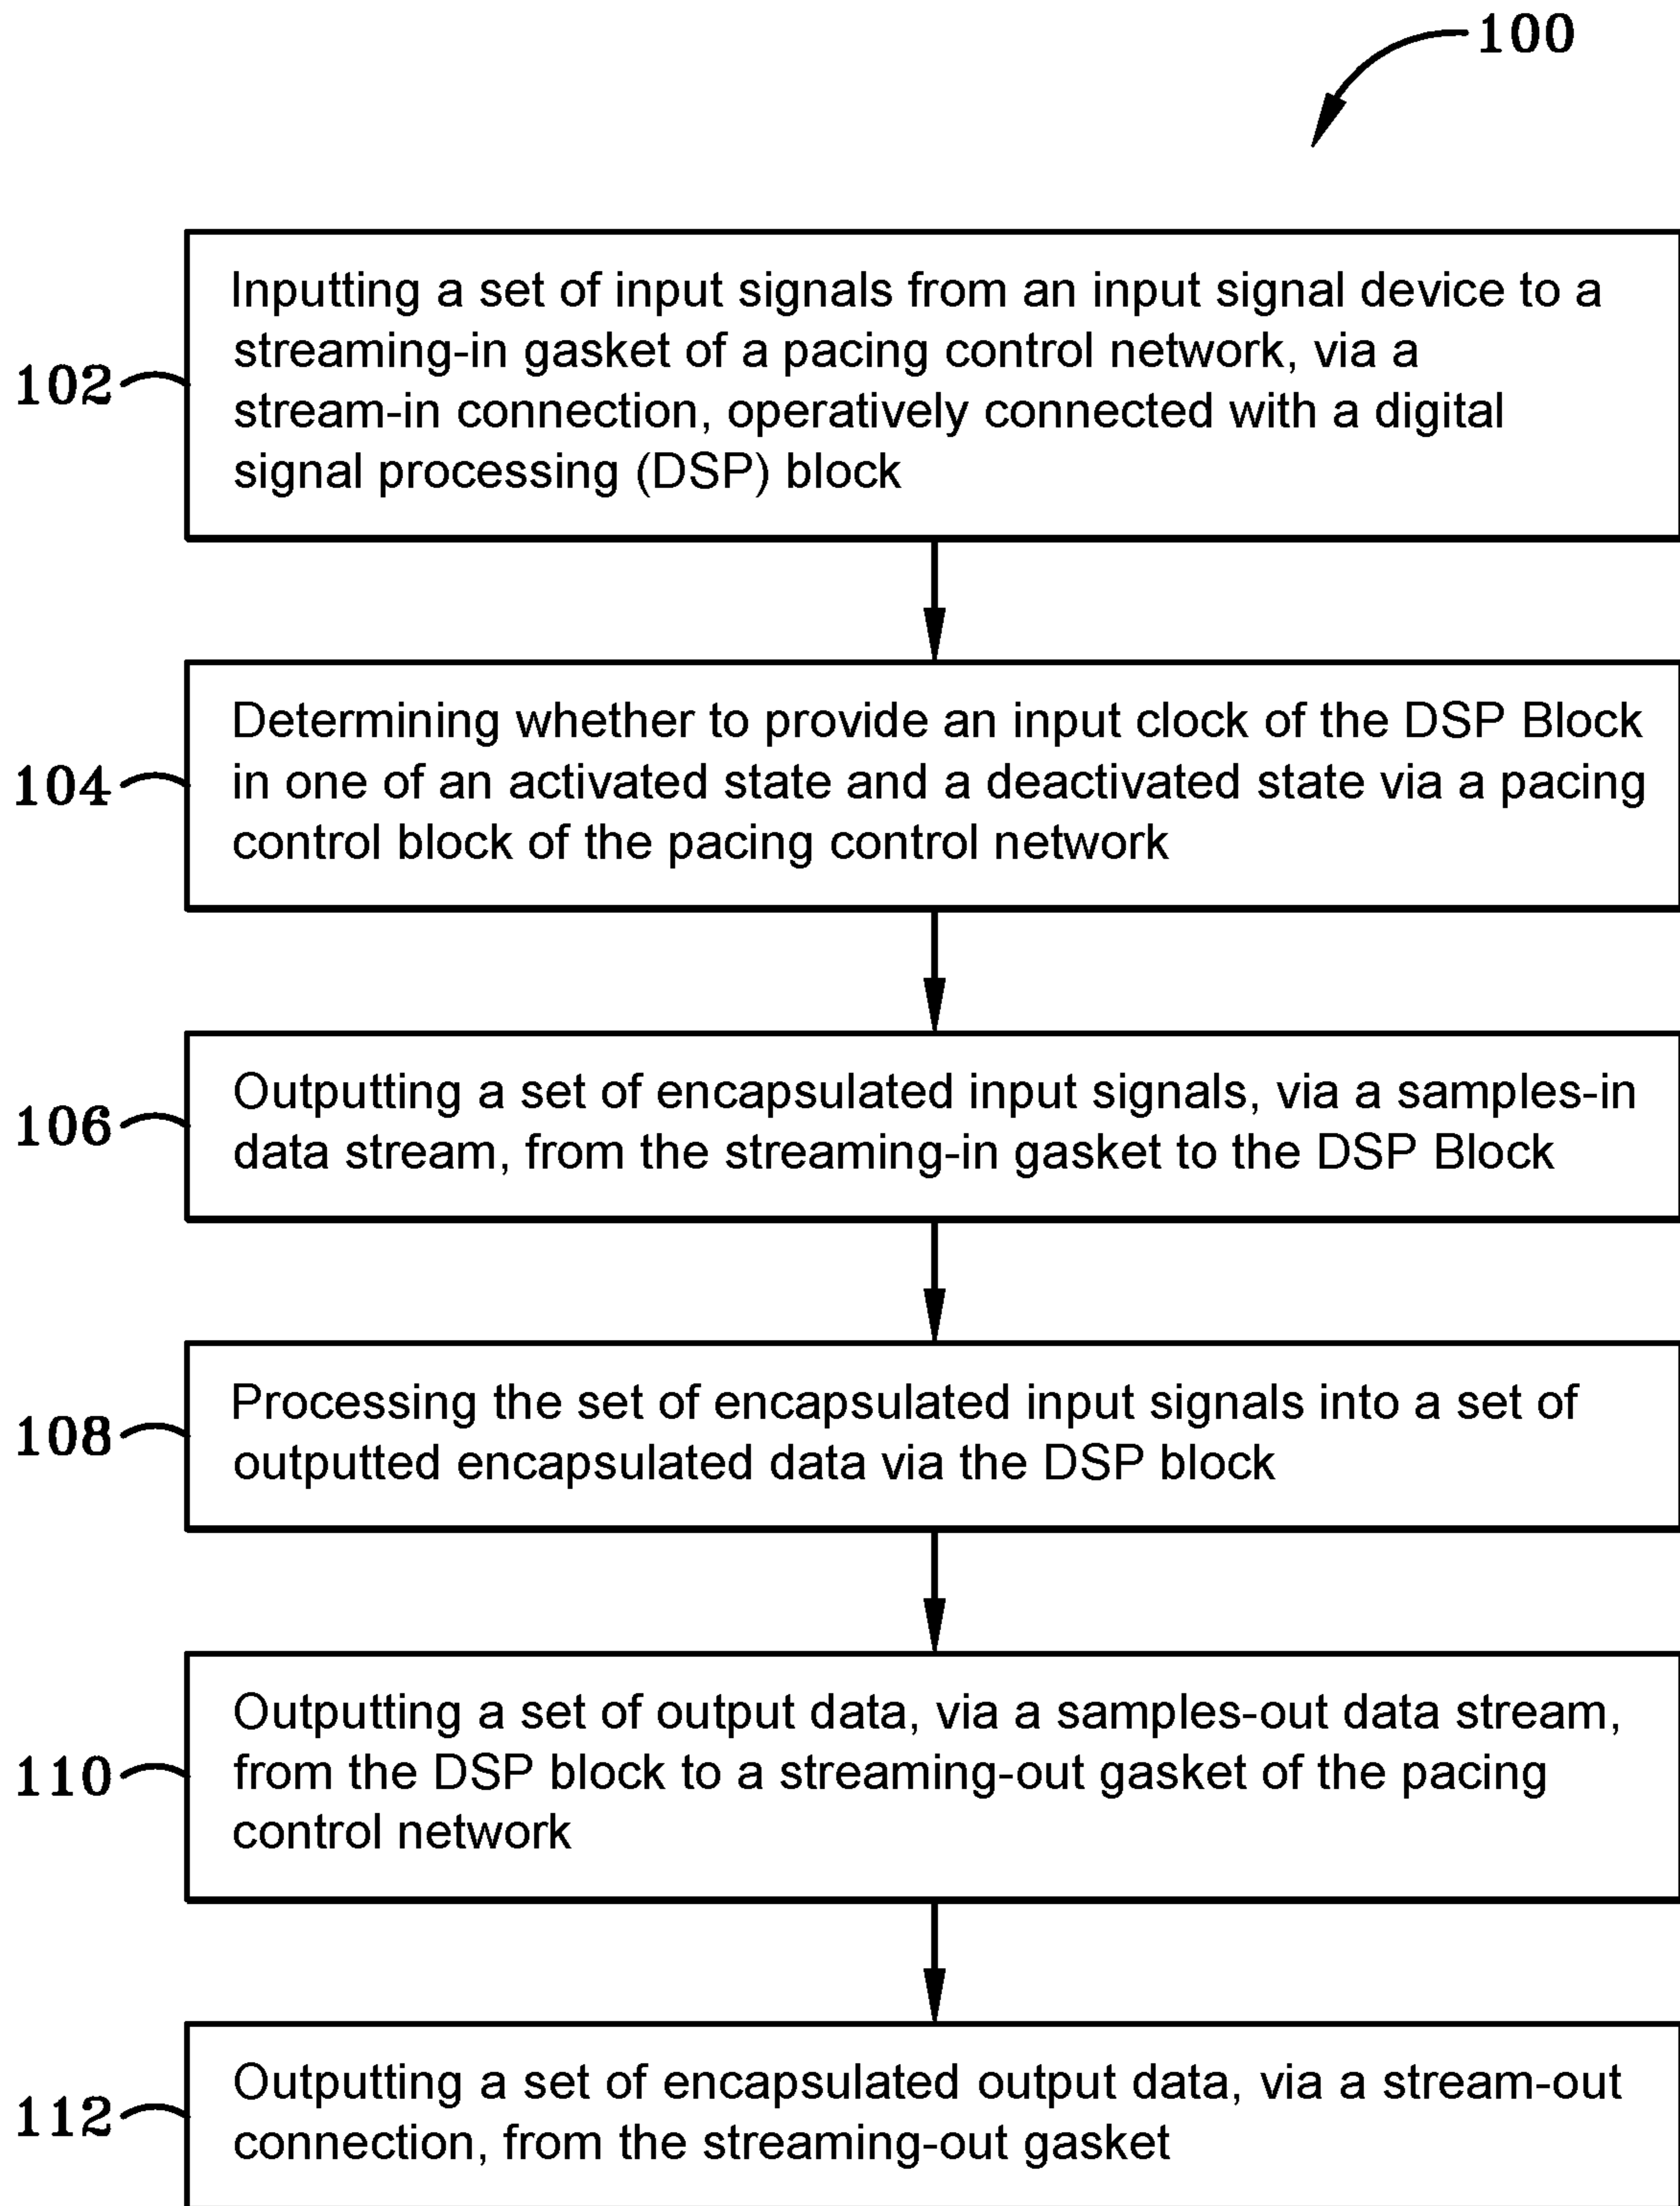 100
Inputting a set of input signals from an input signal device to a
streaming-in gasket of a pacing control network, via a
stream-in connection, operatively connected with a digital
signal processing (DSP) block
102
Determining whether to provide an input clock of the DSP Block
in one of an activated state and a deactivated state via a pacing
control block of the pacing control network
104
Outputting a set of encapsulated input signals, via a samples-in
data stream, from the streaming-in gasket to the DSP Block
106
Processing the set of encapsulated input signals into a set of
outputted encapsulated data via the DSP block
108
Outputting a set of output data, via a samples-out data stream,
from the DSP block to a streaming-out gasket of the pacing
control network
110
Outputting a set of encapsulated output data, via a stream-out
connection, from the streaming-out gasket
112